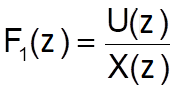 F₁(z) = U(z) / X(z)